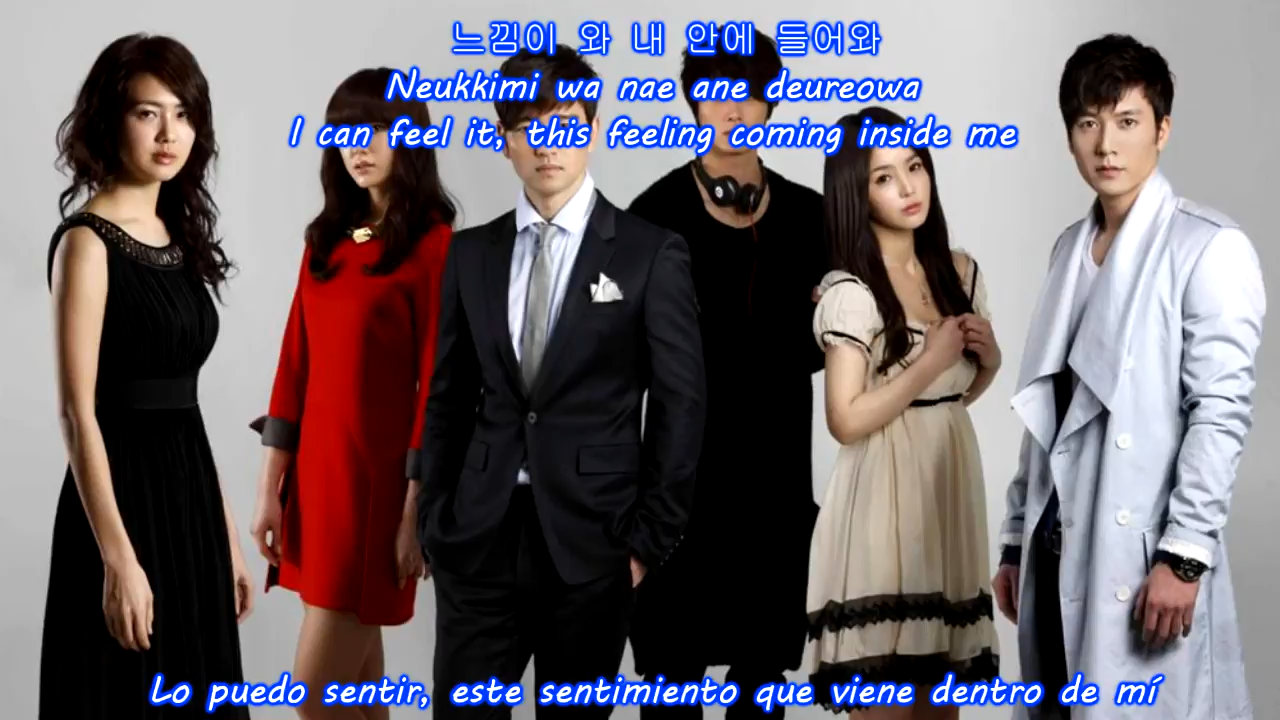 느낌이 와 내 안에 들어와
Neukkimi wa nae ane deureowa
I can feel it, this feeling coming inside me
Lo puedo sentir, este sentimiento que viene dentro de mí